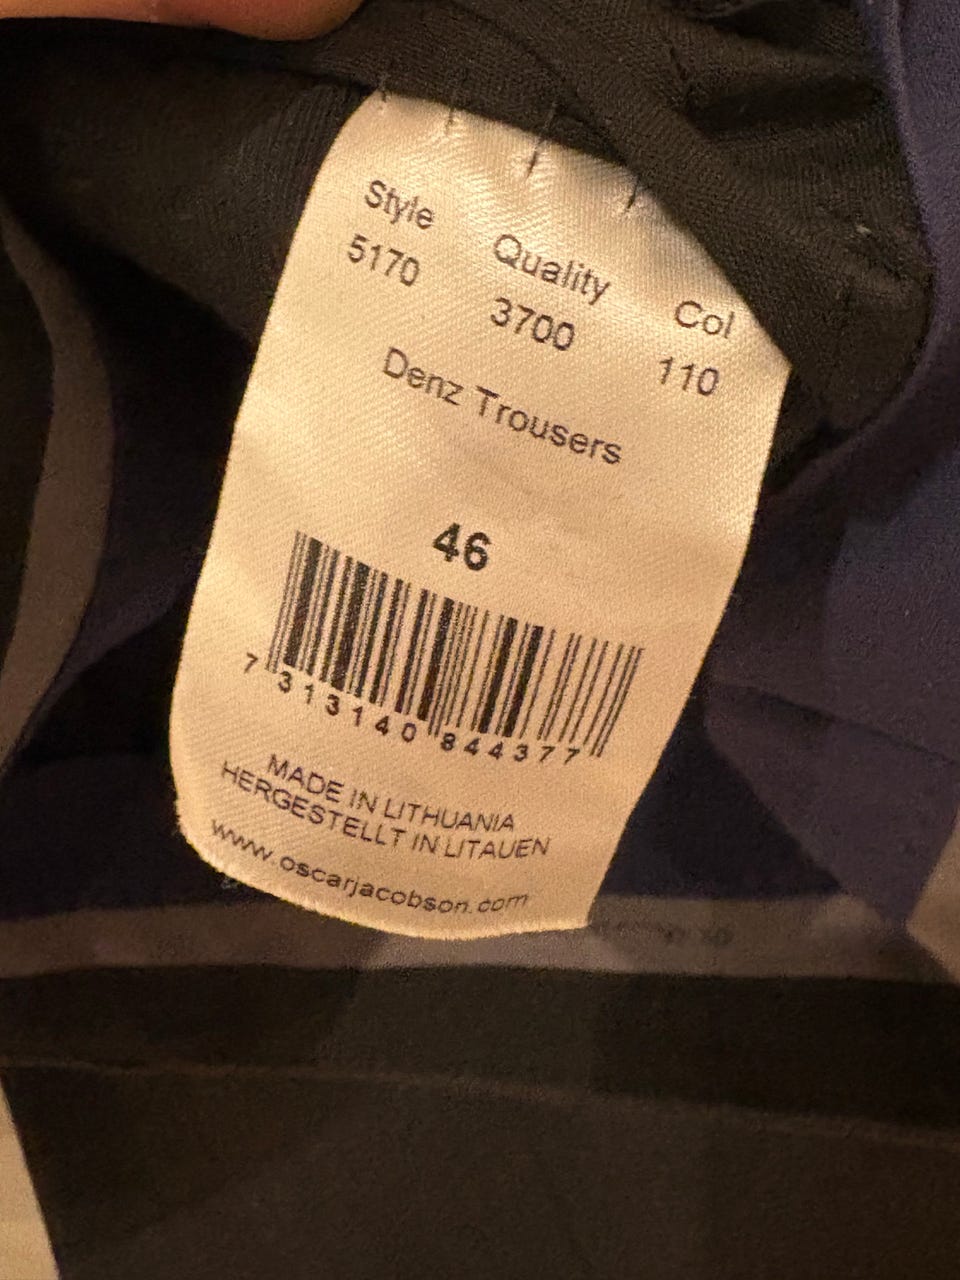 Style Quality Col
5170 3700 110
Denz Trousers
46
7 313140 844377
MADE IN LITHUANIA
HERGESTELLT IN LITAUEN
www.oscarjacobson.com